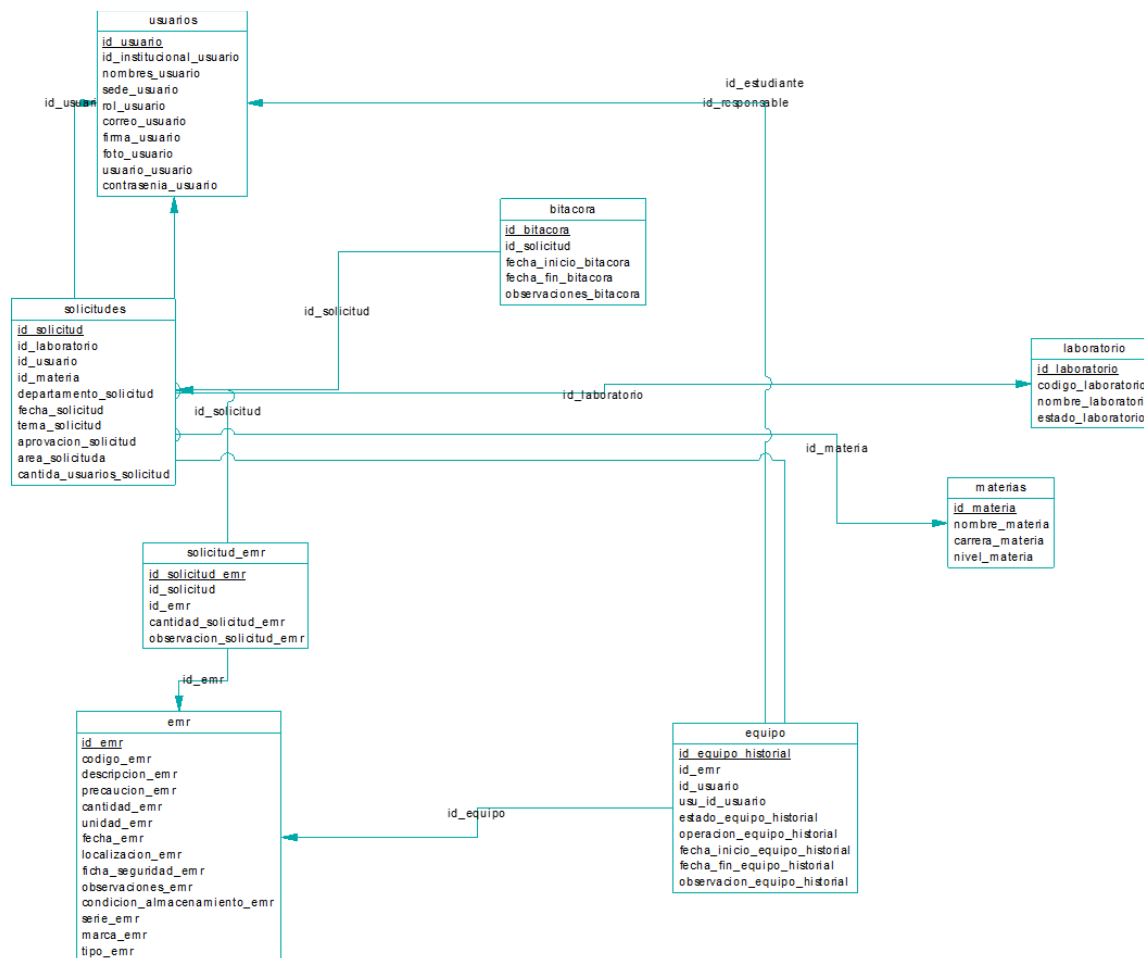 usuarios
id_usuario
id_institucional_usuario
nombres_usuario
sede_usuario
rol_usuario
correo_usuario
firma_usuario
foto_usuario
usuario_usuario
contrasenia_usuario
id_usuari
id_estudiante
id_responsable
bitacora
id_bitacora
id_solicitud
fecha_inicio_bitacora
fecha_fin_bitacora
observaciones_bitacora
solicitudes
id_solicitud
id_laboratorio
id_usuario
id_materia
departamento_solicitud
fecha_solicitud
tema_solicitud
aprovacion_solicitud
area_solicituda
cantida_usuarios_solicitud
id_solicitud
id_solicitud
id_laboratorio
id_materia
laboratorio
id_laboratorio
codigo_laboratorio
nombre_laboratori
estado_laboratorio
materias
id_materia
nombre_materia
carrera_materia
nivel_materia
solicitud_emr
id_solicitud_emr
id_solicitud
id_emr
cantidad_solicitud_emr
observacion_solicitud_emr
id_emr
emr
id_emr
codigo_emr
descripcion_emr
precaucion_emr
cantidad_emr
unidad_emr
fecha_emr
localizacion_emr
ficha_seguridad_emr
observaciones_emr
condicion_almacenamiento_emr
serie_emr
marca_emr
tipo_emr
id_equipo
equipo
id_equipo_historial
id_emr
id_usuario
usu_id_usuario
estado_equipo_historial
operacion_equipo_historial
fecha_inicio_equipo_historial
fecha_fin_equipo_historial
observacion_equipo_historial